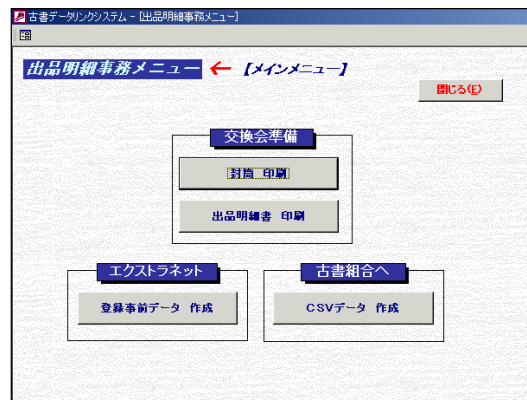 古書データリンクシステム - [出品明細事務メニュー]
出品明細事務メニュー ← 【メインメニュー】
閉じる(E)
交換会準備
封筒 印刷
出品明細書 印刷
エクストラネット
登録事前データ 作成
古書組合へ
CSVデータ 作成